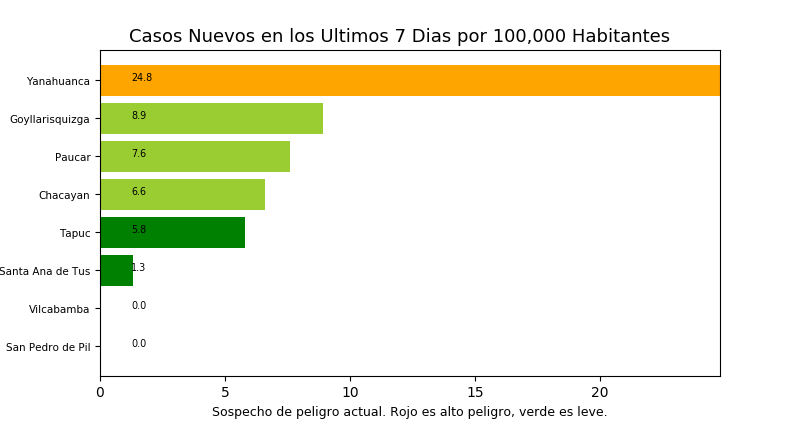 Casos Nuevos en los Ultimos 7 Dias por 100,000 Habitantes
Yanahuanca 24.8
Goyllarisquizga 8.9
Paucar 7.6
Chacayan 6.6
Tapuc 5.8
Santa Ana de Tus 1.3
Vilcabamba 0.0
San Pedro de Pil 0.0
0 5 10 15 20
Sospecho de peligro actual. Rojo es alto peligro, verde es leve.